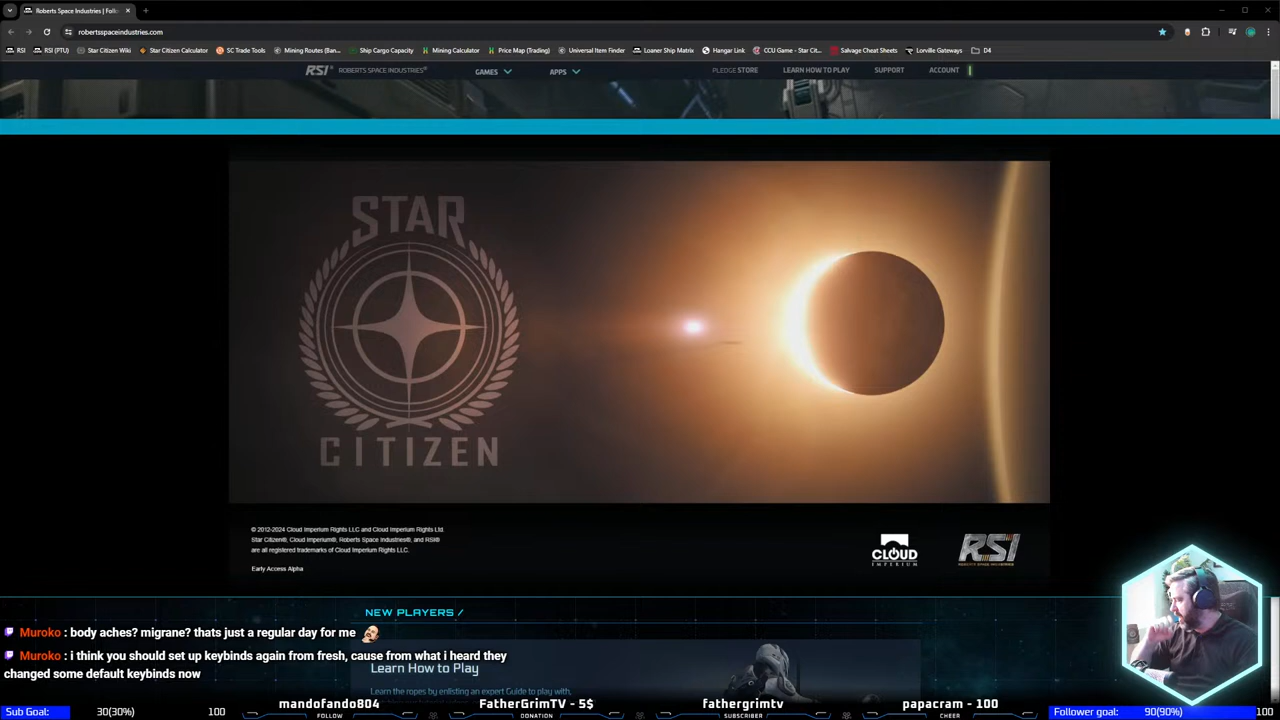 Roberts Space Industries | Follo
robertsspaceindustries.com
RSI
RSI (PTU)
Star Citizen Wiki
Star Citizen Calculator
SC Trade Tools
Mining Routes (Ban...
Ship Cargo Capacity
Mining Calculator
Price Map (Trading)
Universal Item Finder
Loaner Ship Matrix
Hangar Link
CCU Game - Star Cit...
Salvage Cheat Sheets
Lorville Gateways
D4
RSI ROBERTS SPACE INDUSTRIES®
GAMES
APPS
PLEDGE STORE
LEARN HOW TO PLAY
SUPPORT
ACCOUNT
STAR
CITIZEN
© 2012-2024 Cloud Imperium Rights LLC and Cloud Imperium Rights Ltd.
Star Citizen®, Cloud Imperium®, Roberts Space Industries®, and RSI®
are all registered trademarks of Cloud Imperium Rights LLC.
Early Access Alpha
CLOUD
IMPERIUM
RSI
ROBERTS SPACE INDUSTRIES
NEW PLAYERS /
Muroko : body aches? migrane? thats just a regular day for me
Muroko : i think you should set up keybinds again from fresh, cause from what i heard they
changed some default keybinds now
Learn How to Play
Learn the ropes by enlisting an expert Guide to play with,
Sub Goal: 30(30%) 100
mandofando804
FOLLOW
FatherGrimTV - 5$
DONATION
fathergrimtv
SUBSCRIBER
papacram - 100
CHEER
Follower goal: 90(90%) 100